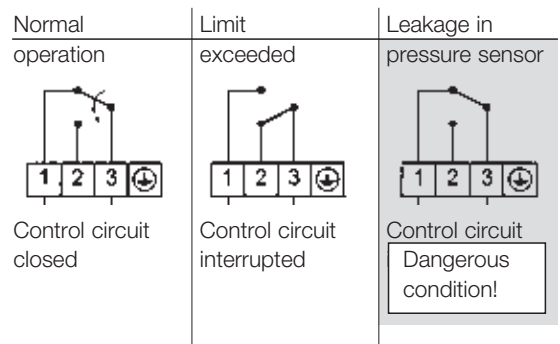 Normal
operation
1 2 3
Control circuit
closed
Limit
exceeded
1 2 3
Control circuit
interrupted
Leakage in
pressure sensor
1 2 3
Control circuit
Dangerous
condition!